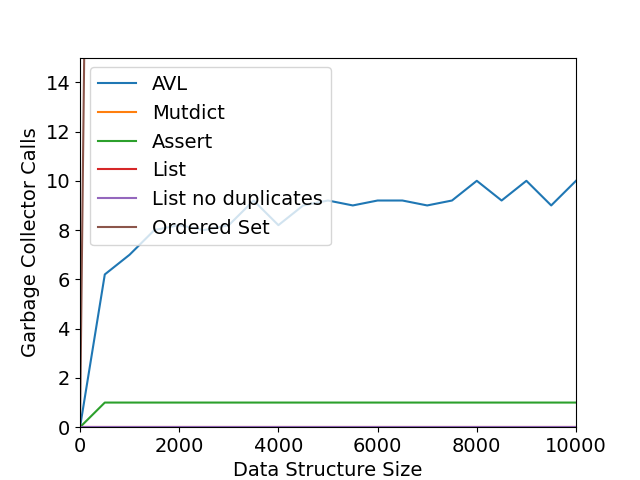 14
12
10
8
6
4
2
0
Garbage Collector Calls
AVL
Mutdict
Assert
List
List no duplicates
Ordered Set
0 2000 4000 6000 8000 10000
Data Structure Size